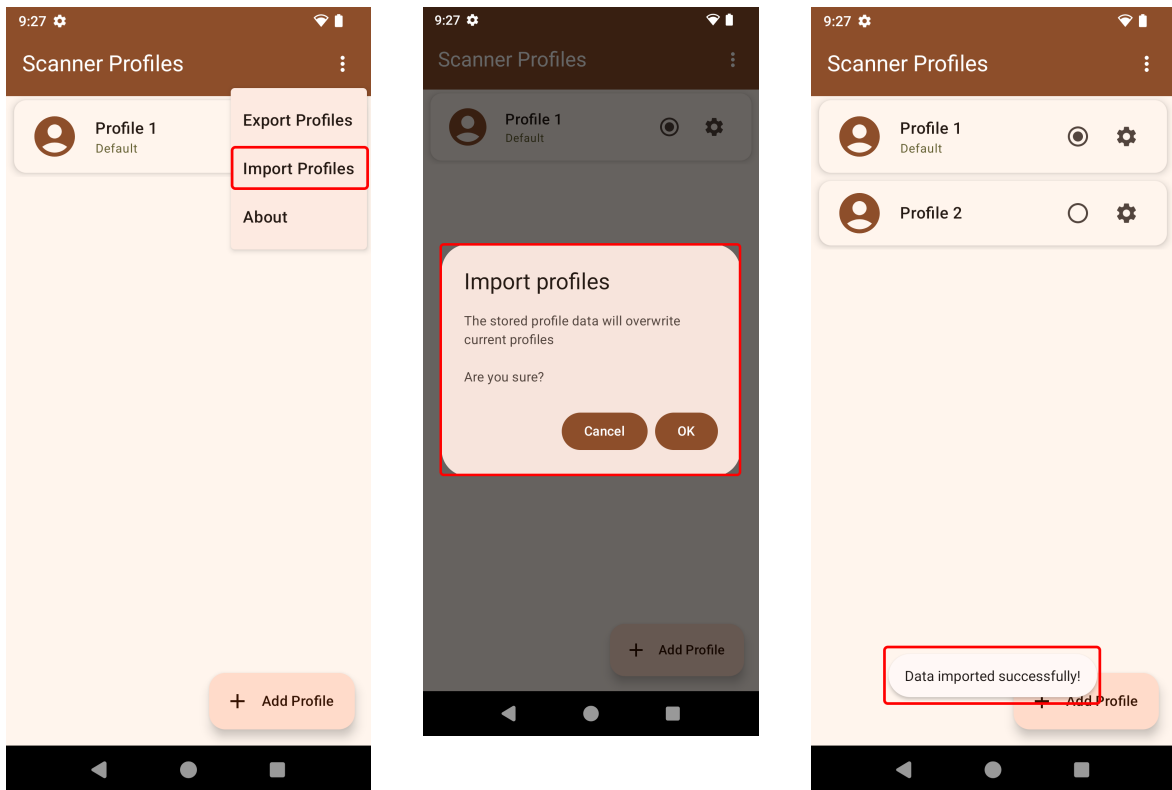 9:27
Scanner Profiles
Profile 1
Default
Export Profiles
Import Profiles
About
Add Profile
9:27
Scanner Profiles
Profile 1
Default
Import profiles
The stored profile data will overwrite
current profiles
Are you sure?
Cancel
OK
Add Profile
9:27
Scanner Profiles
Profile 1
Default
Profile 2
Data imported successfully!
Add Profile